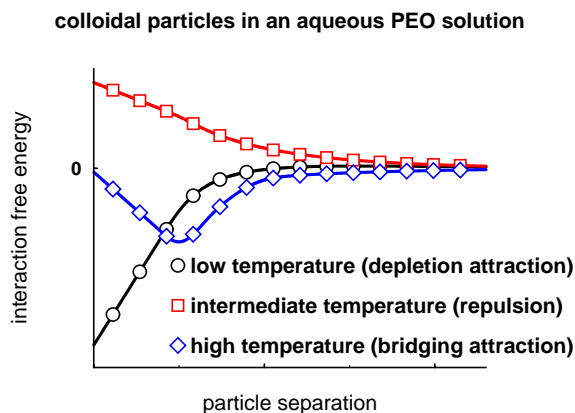 colloidal particles in an aqueous PEO solution
interaction free energy
0
low temperature (depletion attraction)
intermediate temperature (repulsion)
high temperature (bridging attraction)
particle separation